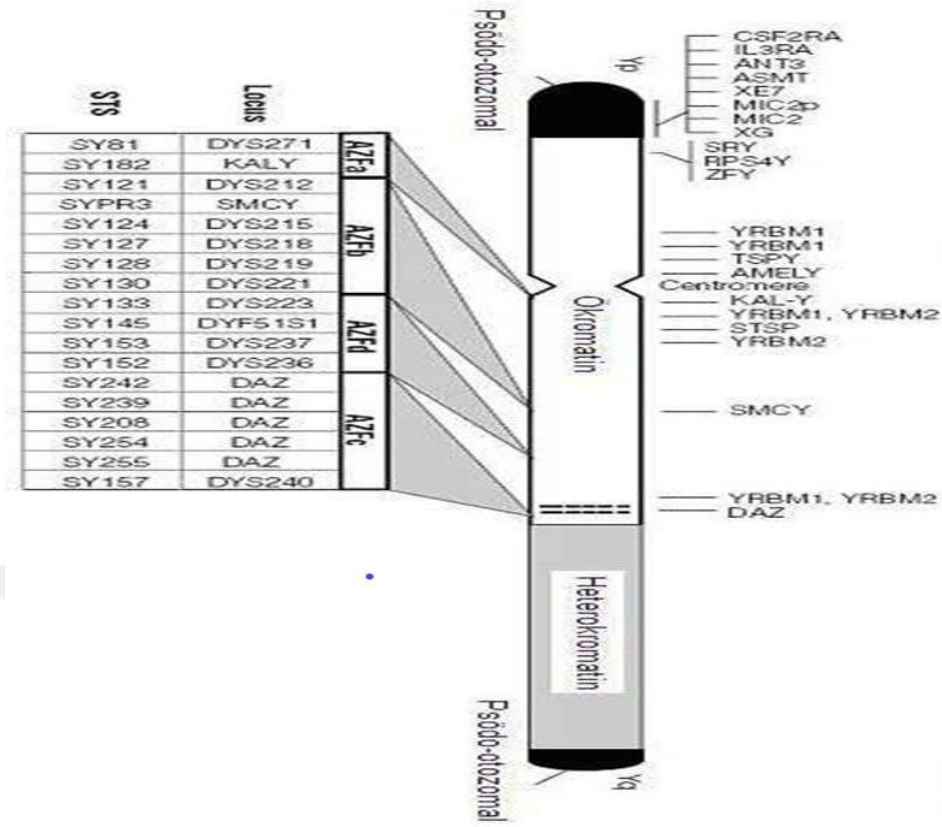 Psödo-otozomal
Yp
CSF2RA
IL3RA
ANT3
ASMT
XE7
MIC2p
MIC2
XG
SRY
RPS4Y
ZFY
YRBM1
YRBM1
TSPY
AMELY
Centromere
KAL-Y
YRBM1, YRBM2
STSP
YRBM2
SMCY
YRBM1, YRBM2
DAZ
Ökromatin
Heterokromatin
Psödo-otozomal
Yq
STS Locus
SY81 DYS271
SY182 KALY
SY121 DYS212
SYPR3 SMCY
SY124 DYS215
SY127 DYS218
SY128 DYS219
SY130 DYS221
SY133 DYS223
SY145 DYF51S1
SY153 DYS237
SY152 DYS236
SY242 DAZ
SY239 DAZ
SY208 DAZ
SY254 DAZ
SY255 DAZ
SY157 DYS240
AZFa
AZFb
AZFd
AZFc